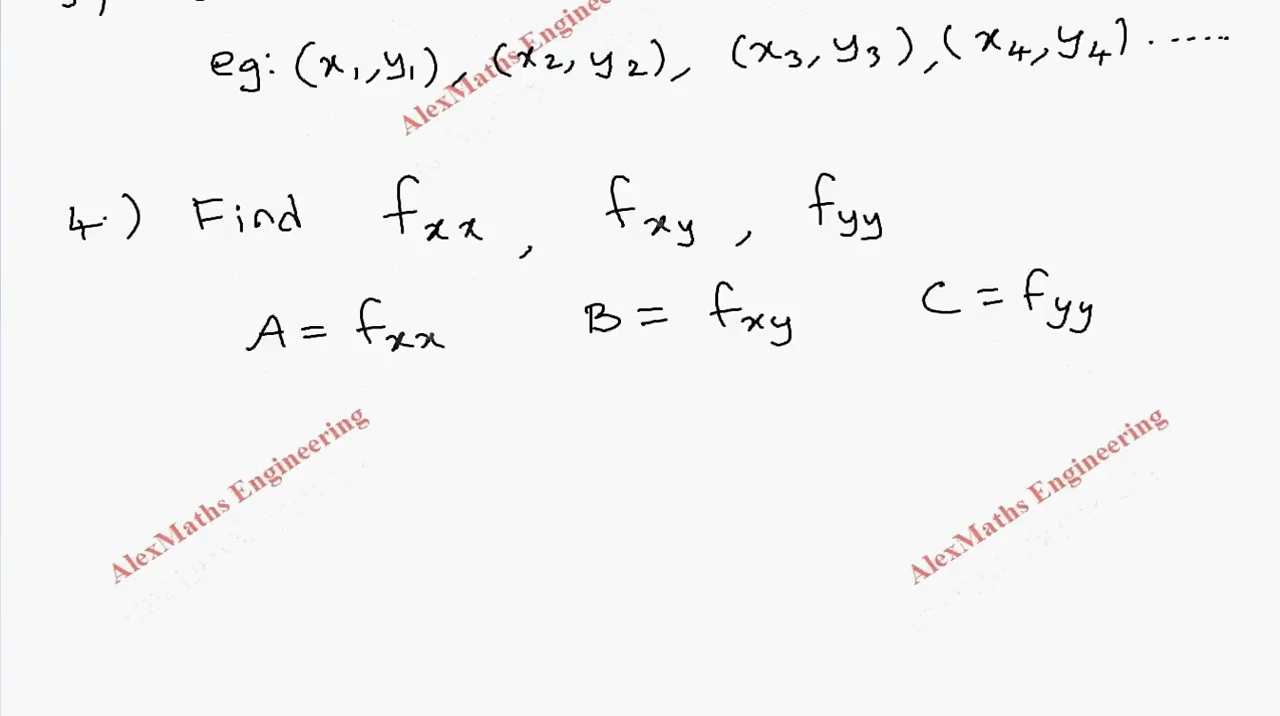 eg: (x₁,y₁), (x₂, y₂), (x₃, y₃), (x₄, y₄) ......
AlexMaths Engineering
4.) Find fₓₓ, fₓy, fyy
A = fₓₓ B = fₓy C = fyy
AlexMaths Engineering
AlexMaths Engineering